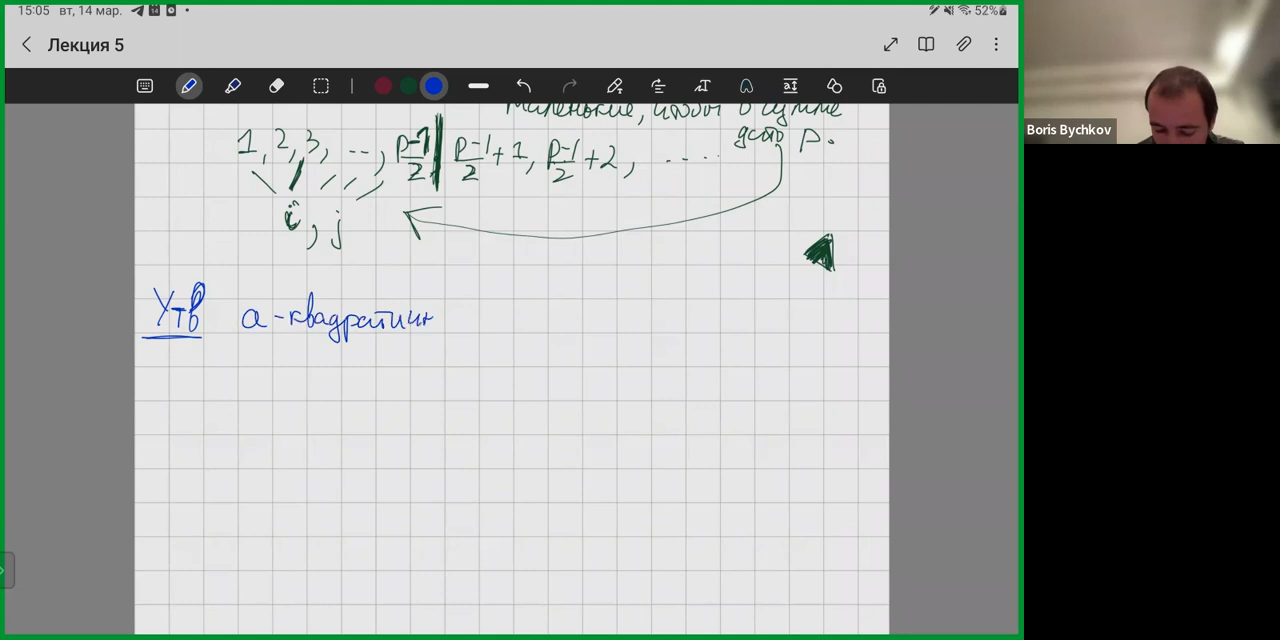 15:05 вт, 14 мар. 52%
Лекция 5
Boris Bychkov
маленькие, чтобы в сумме
дать p.
1, 2, 3, ..., p-1/2 | p-1/2 + 1, p-1/2 + 2, ....
i, j
Утв a - квадратичн